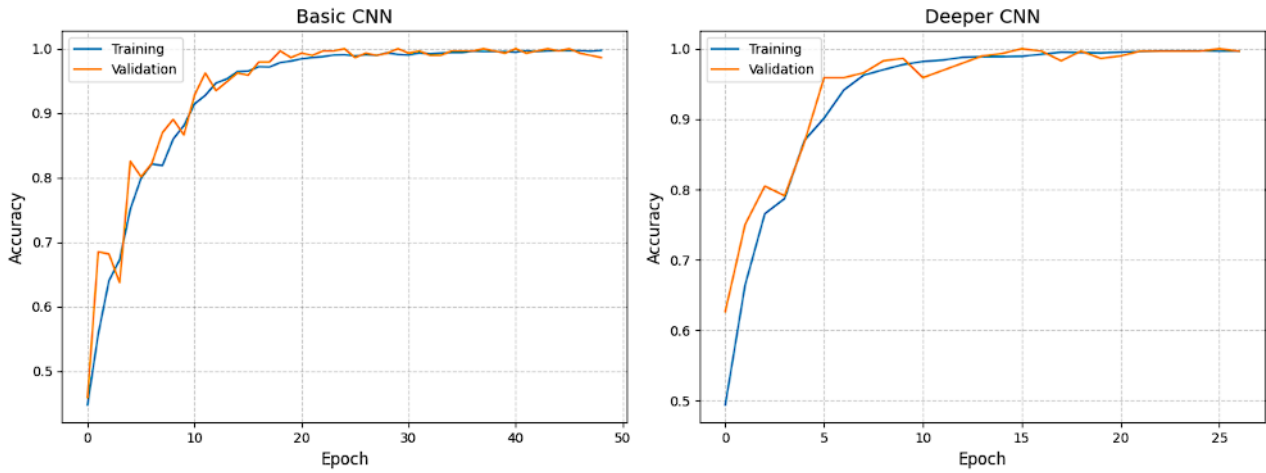 Basic CNN
Training
Validation
Accuracy
1.0
0.9
0.8
0.7
0.6
0.5
0 10 20 30 40 50
Epoch
Deeper CNN
Training
Validation
Accuracy
1.0
0.9
0.8
0.7
0.6
0.5
0 5 10 15 20 25
Epoch